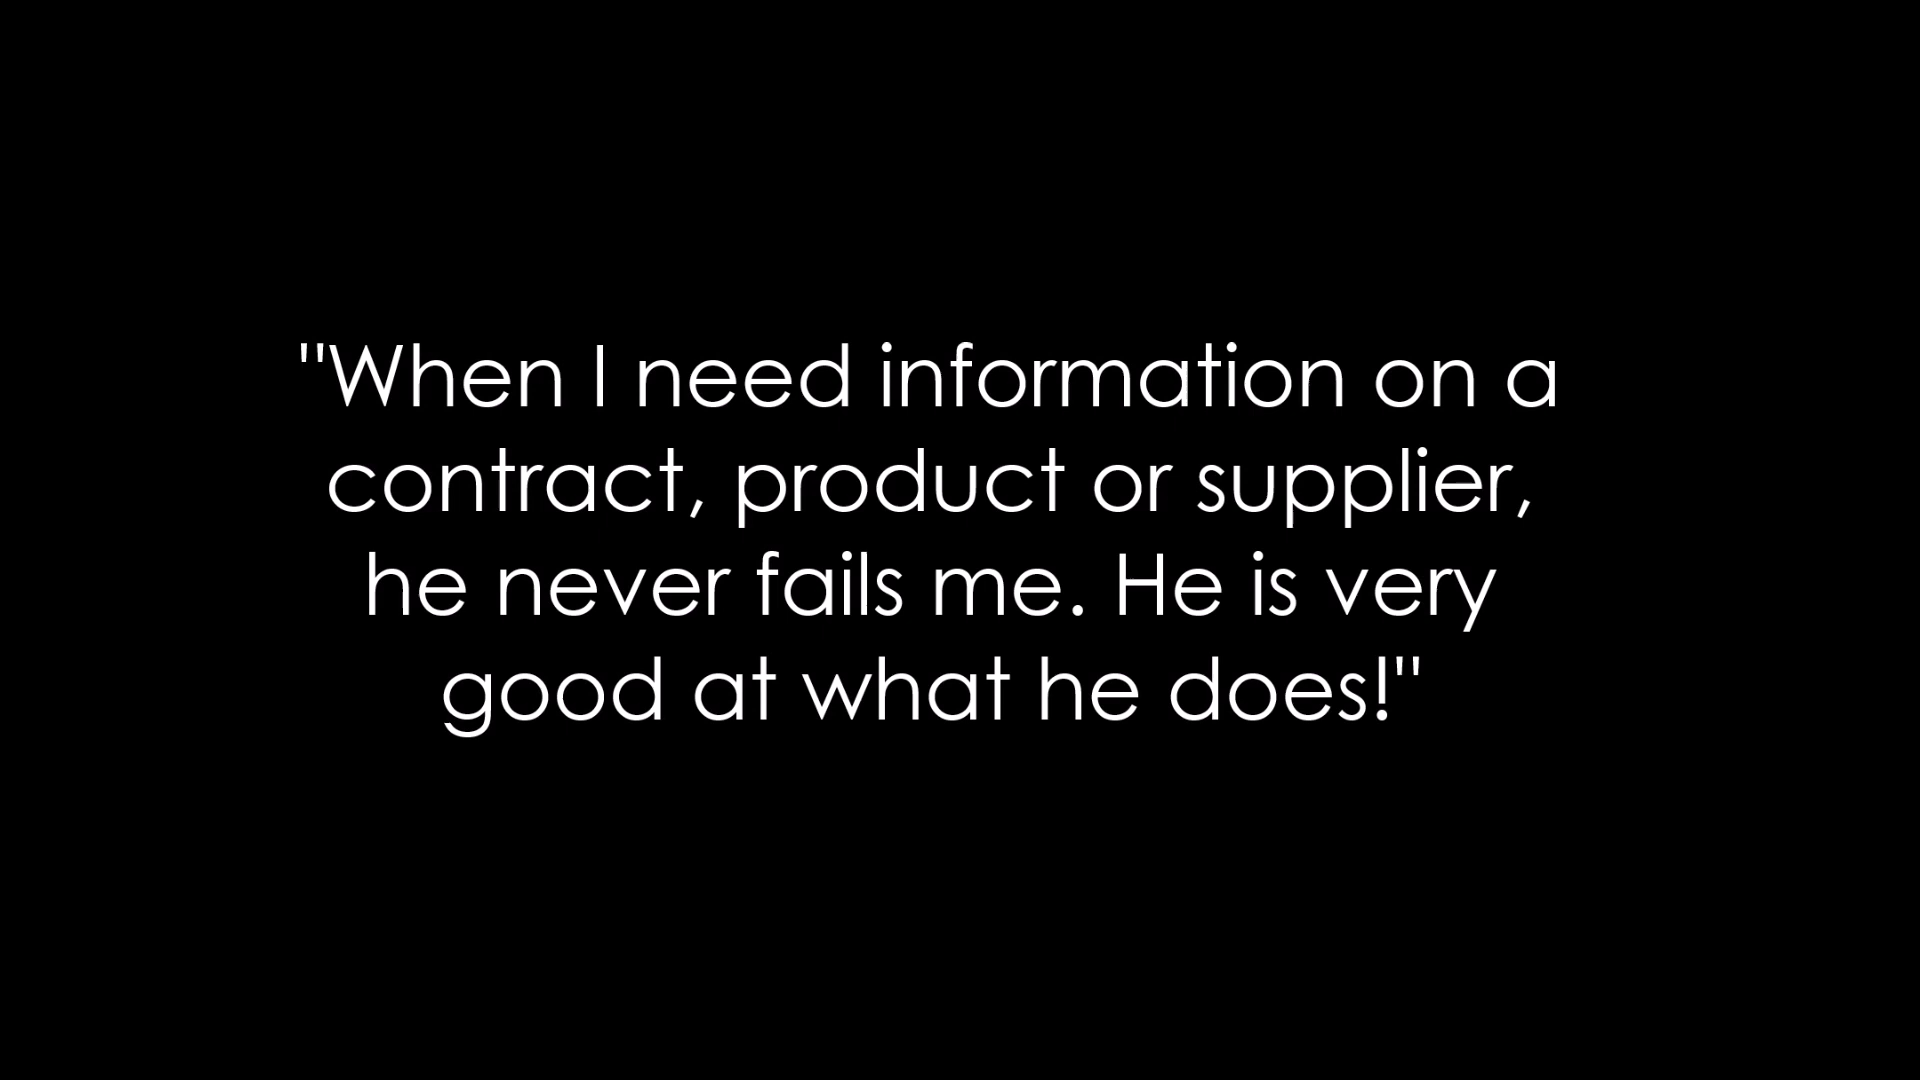 "When I need information on a
contract, product or supplier,
he never fails me. He is very
good at what he does!"